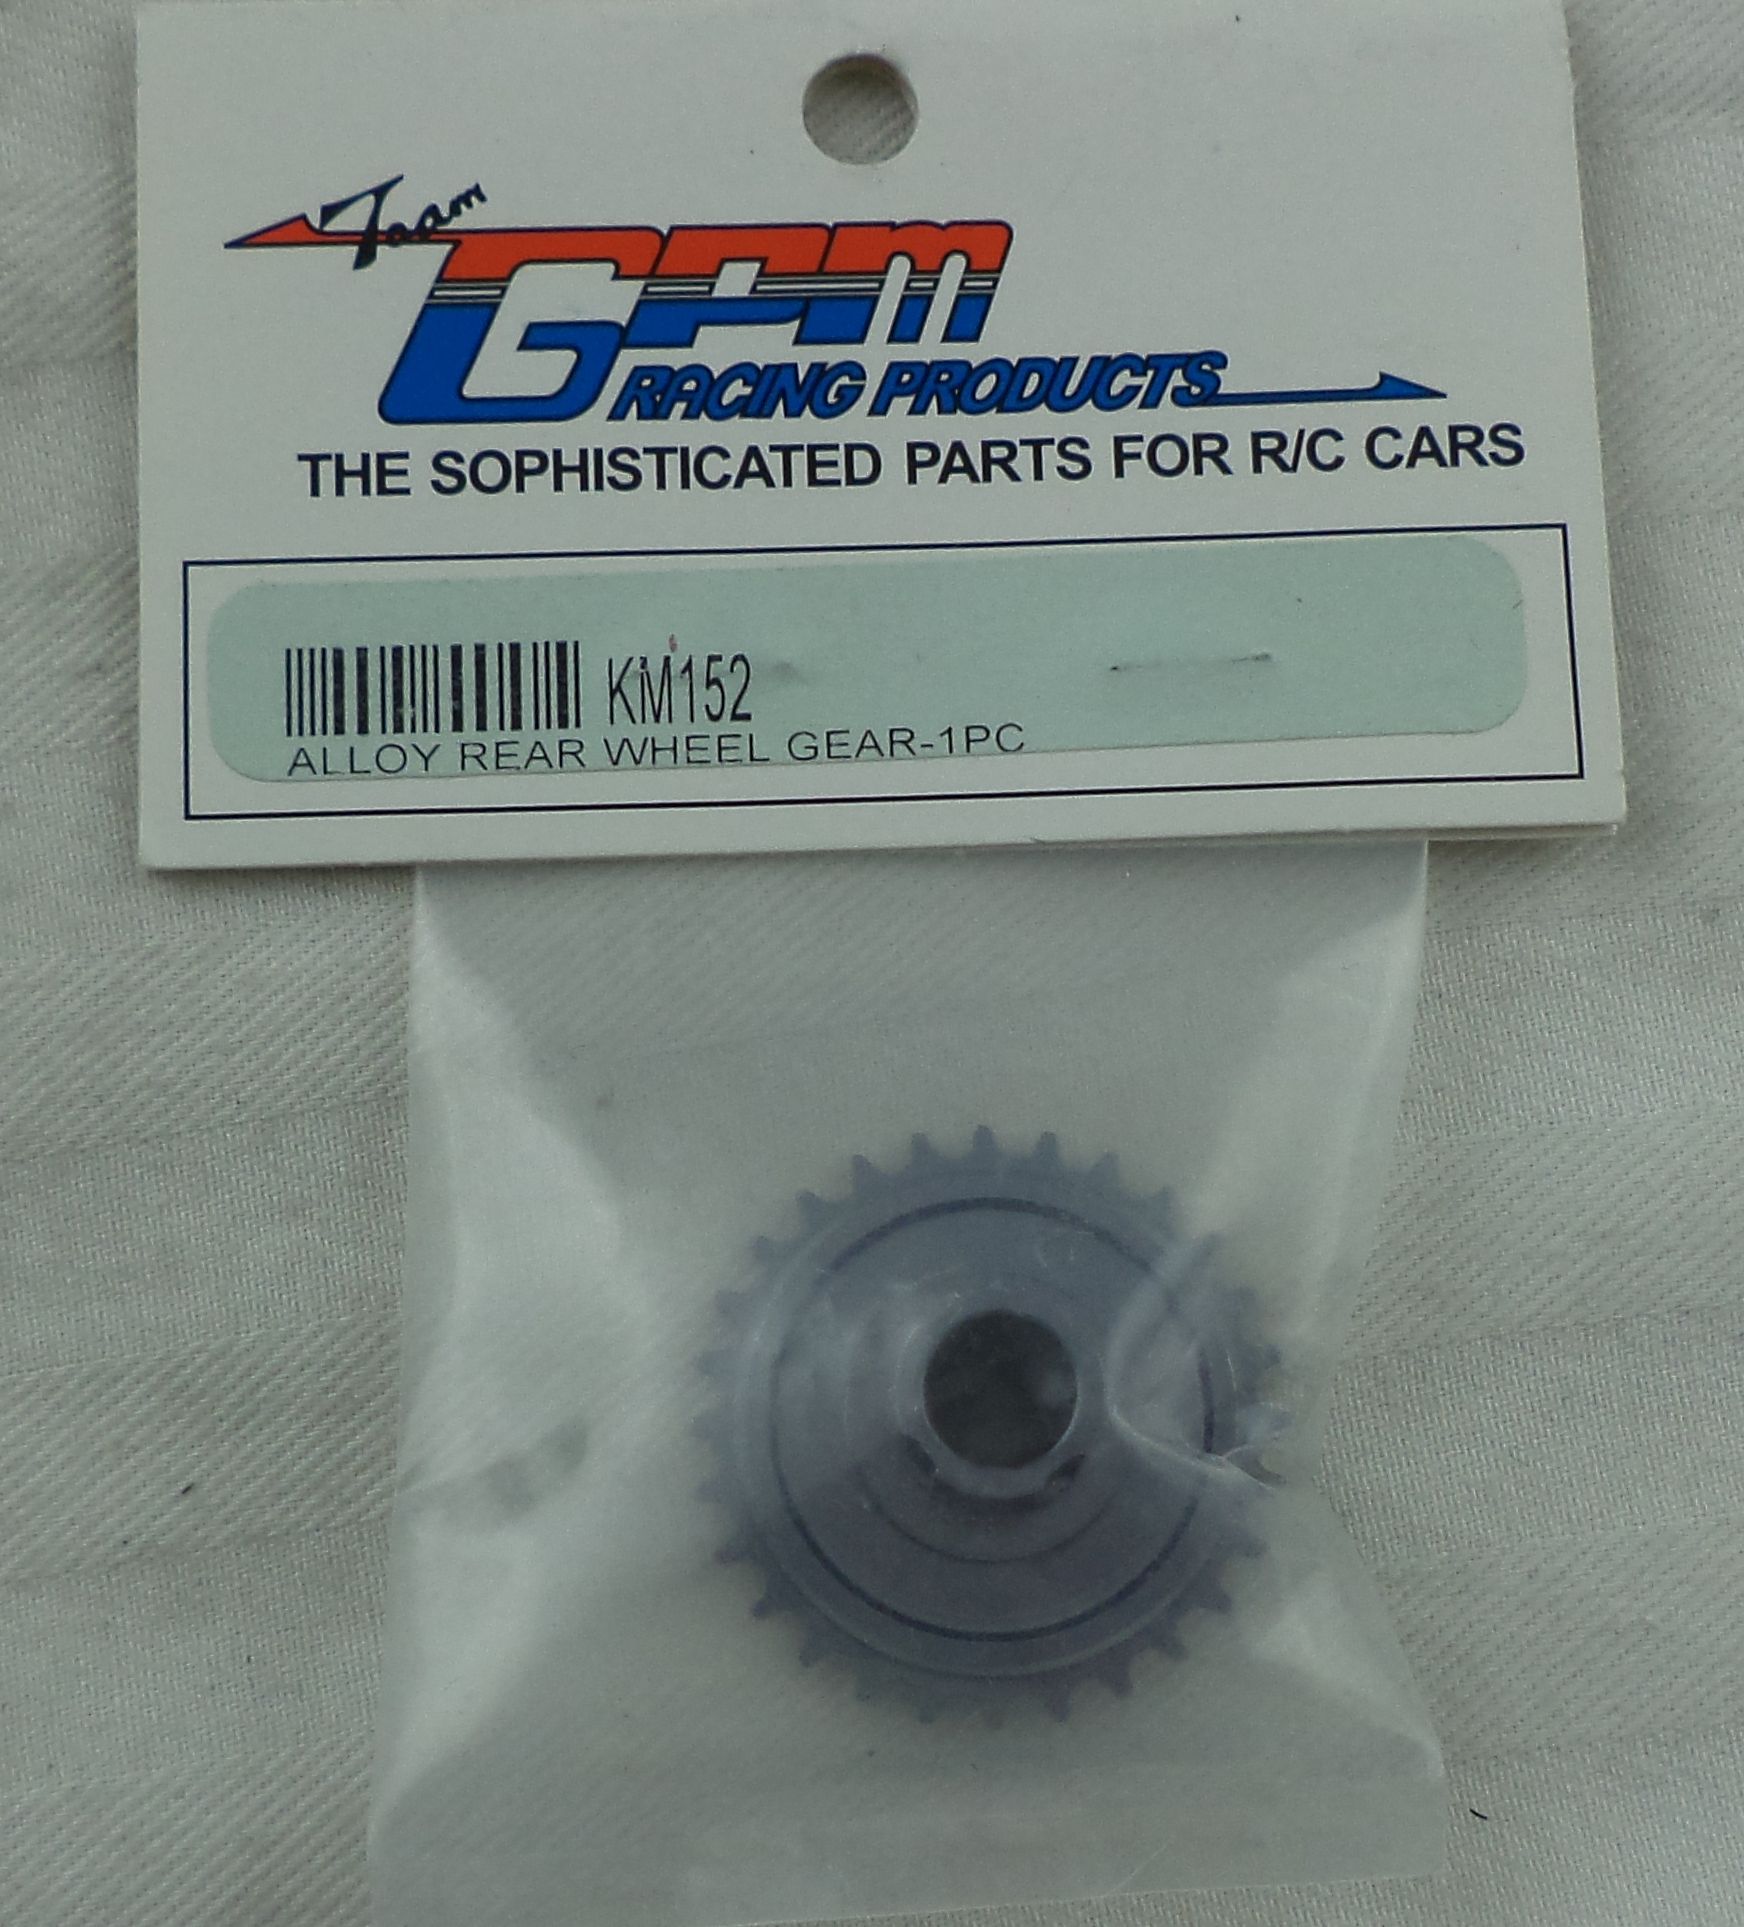 Team
GPM
RACING PRODUCTS
THE SOPHISTICATED PARTS FOR R/C CARS
KM152
ALLOY REAR WHEEL GEAR-1PC